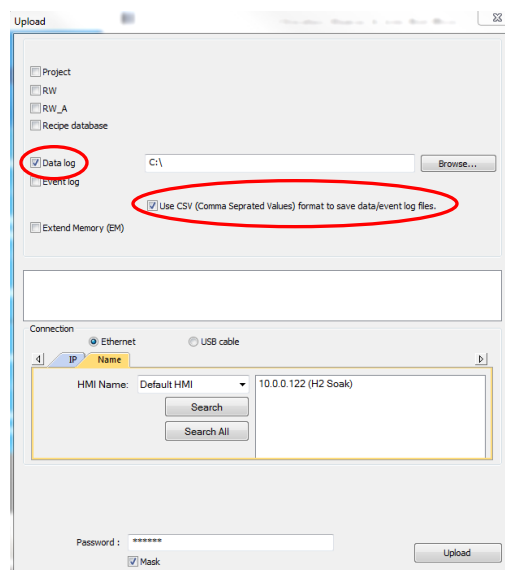 Upload
Project
RW
RW_A
Recipe database
Data log C:\ Browse...
Event log
Use CSV (Comma Seprated Values) format to save data/event log files.
Extend Memory (EM)
Connection
Ethernet USB cable
IP Name
HMI Name: Default HMI 10.0.0.122 (H2 Soak)
Search
Search All
Password : ******
Mask
Upload